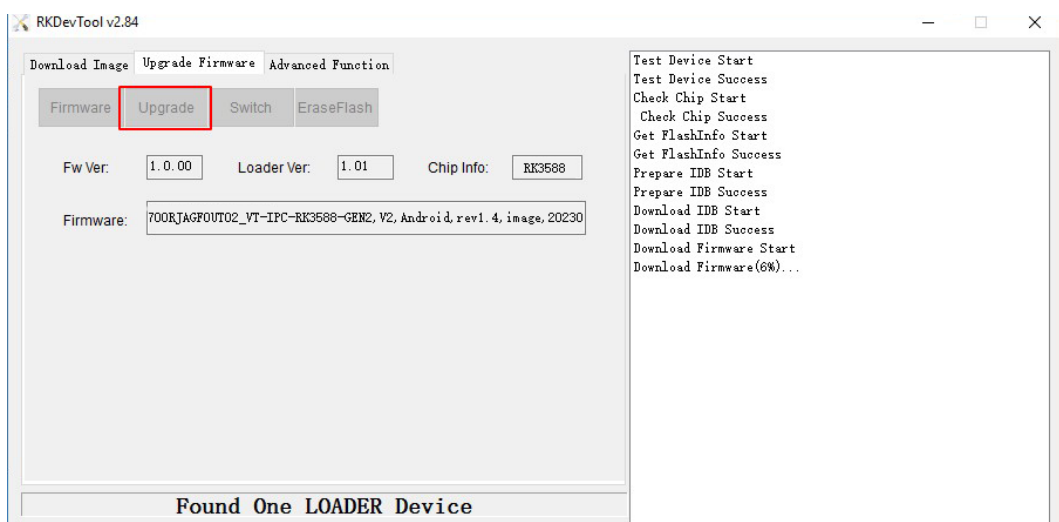 RKDevTool v2.84
Download Image Upgrade Firmware Advanced Function
Firmware Upgrade Switch EraseFlash
Fw Ver: 1.0.00 Loader Ver: 1.01 Chip Info: RK3588
Firmware: 700RJAGFOUT02_VT-IPC-RK3588-GEN2,V2,Android,rev1.4,image,20230
Found One LOADER Device
Test Device Start
Test Device Success
Check Chip Start
Check Chip Success
Get FlashInfo Start
Get FlashInfo Success
Prepare IDB Start
Prepare IDB Success
Download IDB Start
Download IDB Success
Download Firmware Start
Download Firmware(6%)...